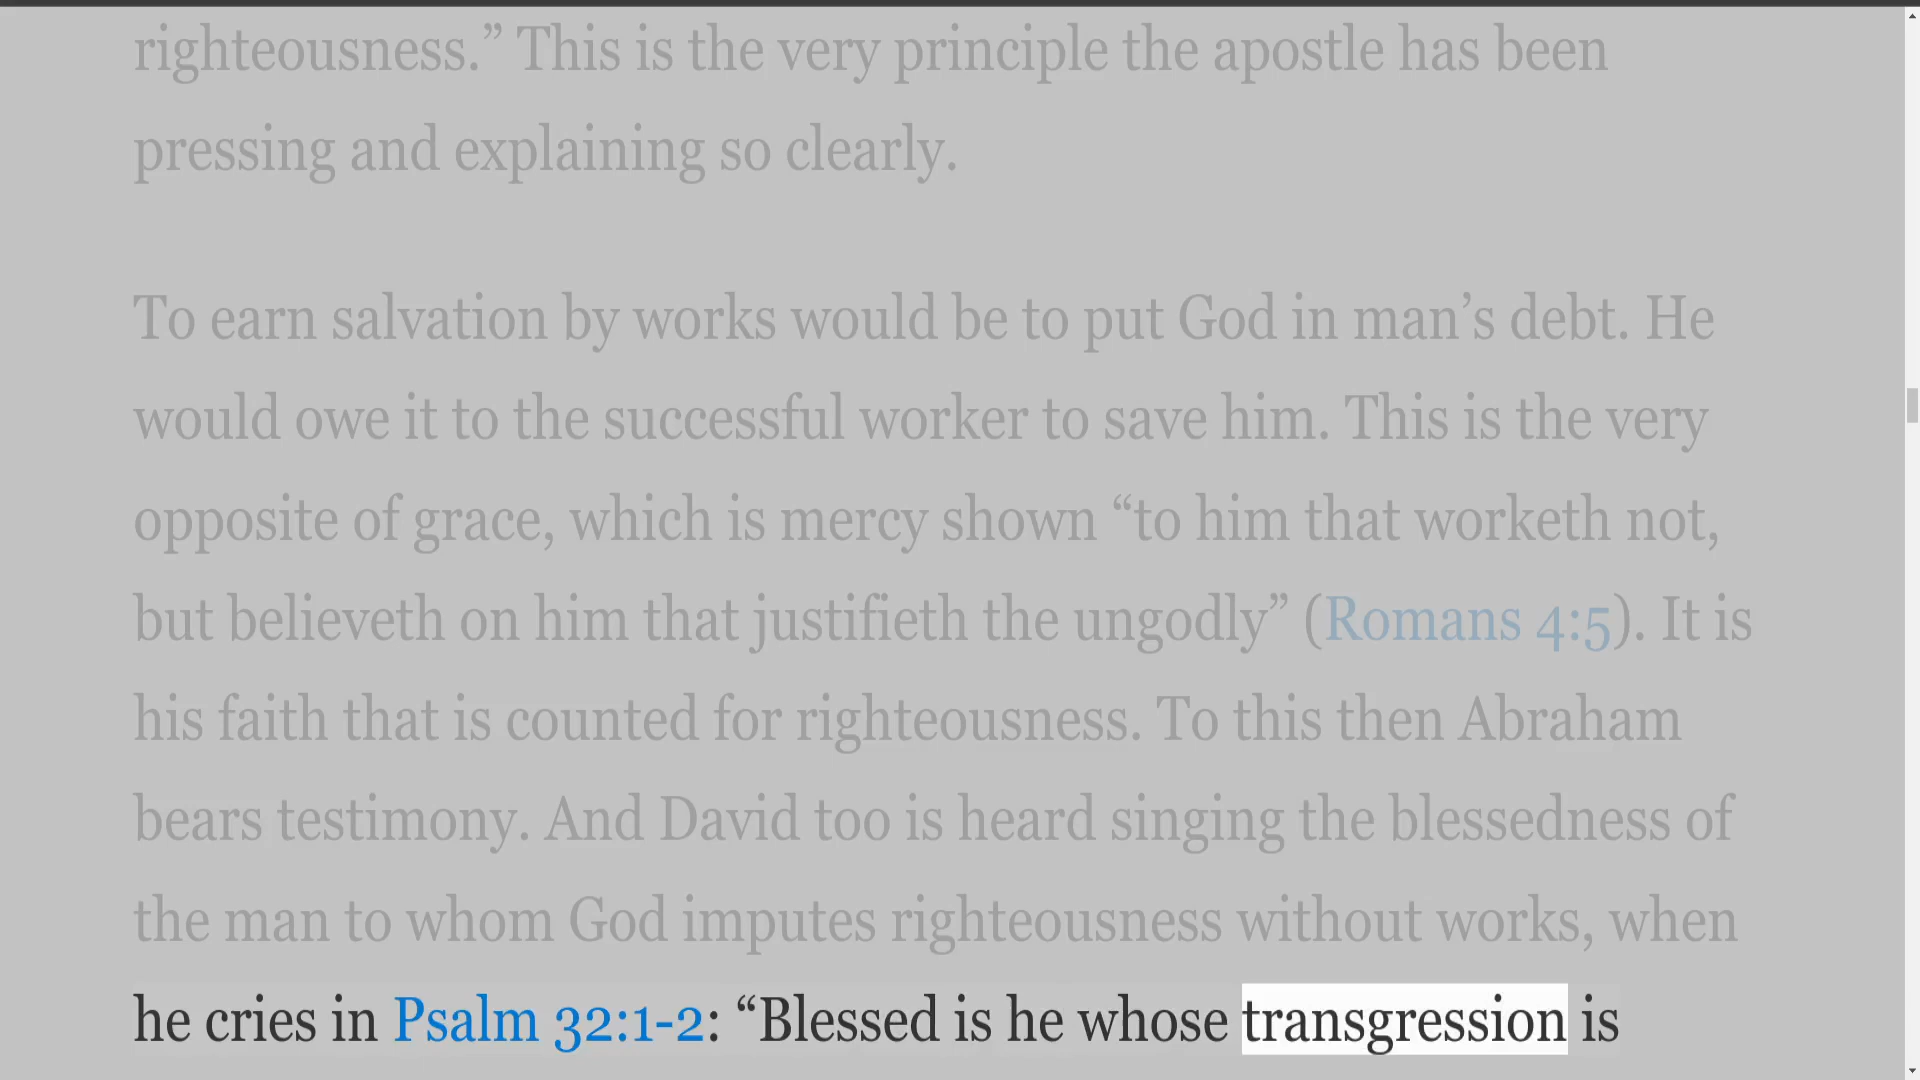 righteousness.” This is the very principle the apostle has been
pressing and explaining so clearly.
To earn salvation by works would be to put God in man’s debt. He
would owe it to the successful worker to save him. This is the very
opposite of grace, which is mercy shown “to him that worketh not,
but believeth on him that justifieth the ungodly” (Romans 4:5). It is
his faith that is counted for righteousness. To this then Abraham
bears testimony. And David too is heard singing the blessedness of
the man to whom God imputes righteousness without works, when
he cries in Psalm 32:1-2: “Blessed is he whose transgression is